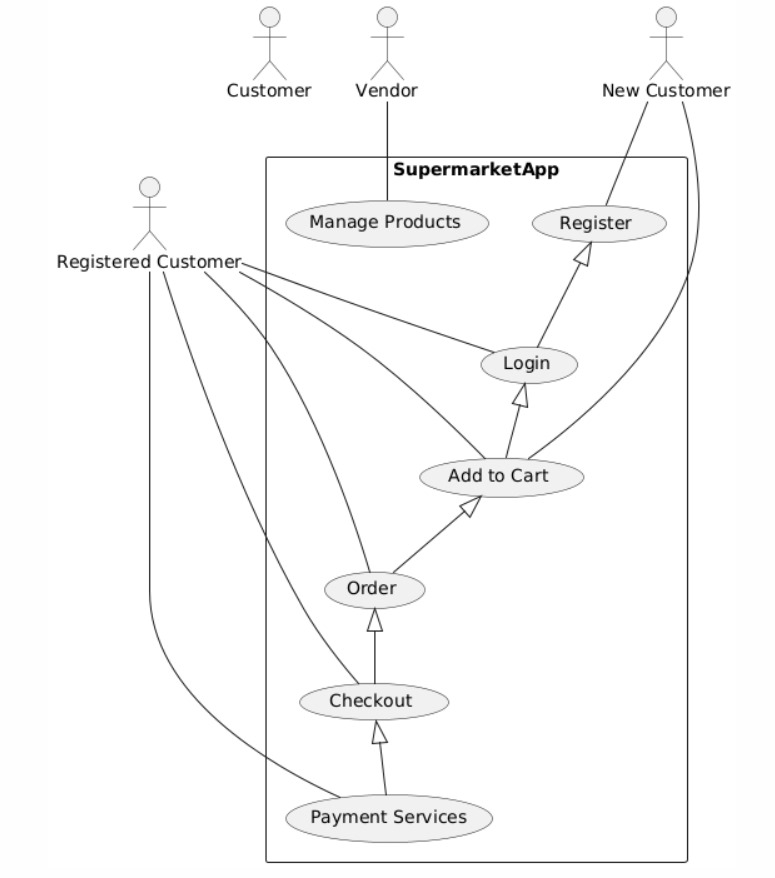 Customer
Vendor
New Customer
SupermarketApp
Manage Products
Register
Registered Customer
Login
Add to Cart
Order
Checkout
Payment Services